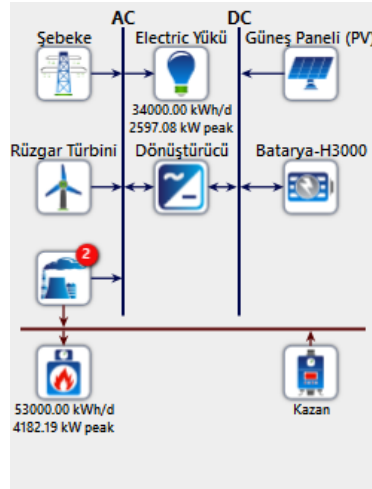 AC DC
Şebeke Electric Yükü Güneş Paneli (PV)
34000.00 kWh/d
2597.08 kW peak
Rüzgar Türbini Dönüştürücü Batarya-H3000
2
53000.00 kWh/d Kazan
4182.19 kW peak